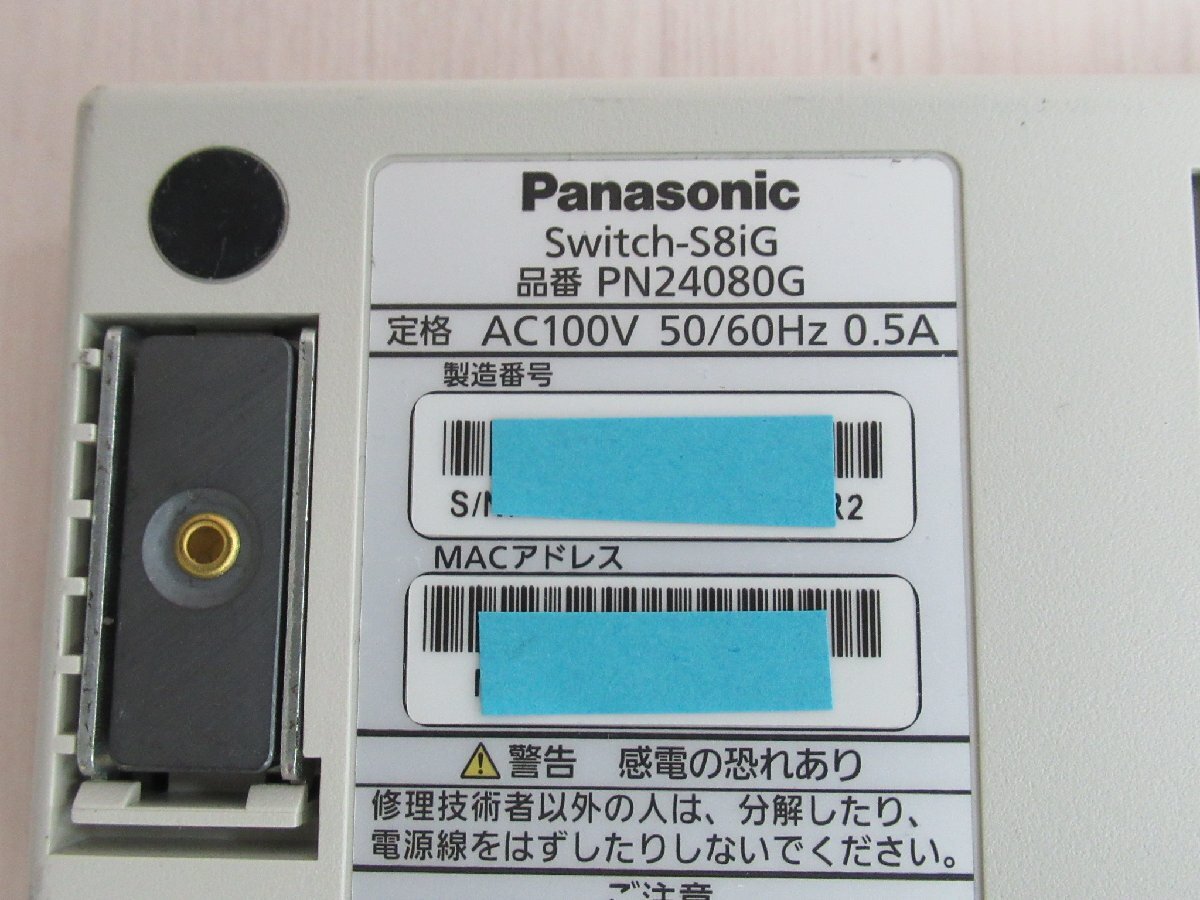 Panasonic
Switch-S8iG
品番 PN24080G
定格 AC100V 50/60Hz 0.5A
製造番号
S/N R2
MACアドレス
警告 感電の恐れあり
修理技術者以外の人は、分解したり、
電源線をはずしたりしないでください。
ご注意